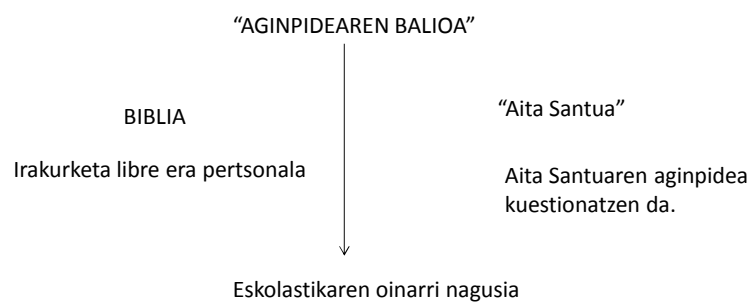 “AGINPIDEAREN BALIOA”
BIBLIA
Irakurketa libre era pertsonala
“Aita Santua”
Aita Santuaren aginpidea
kuestionatzen da.
Eskolastikaren oinarri nagusia